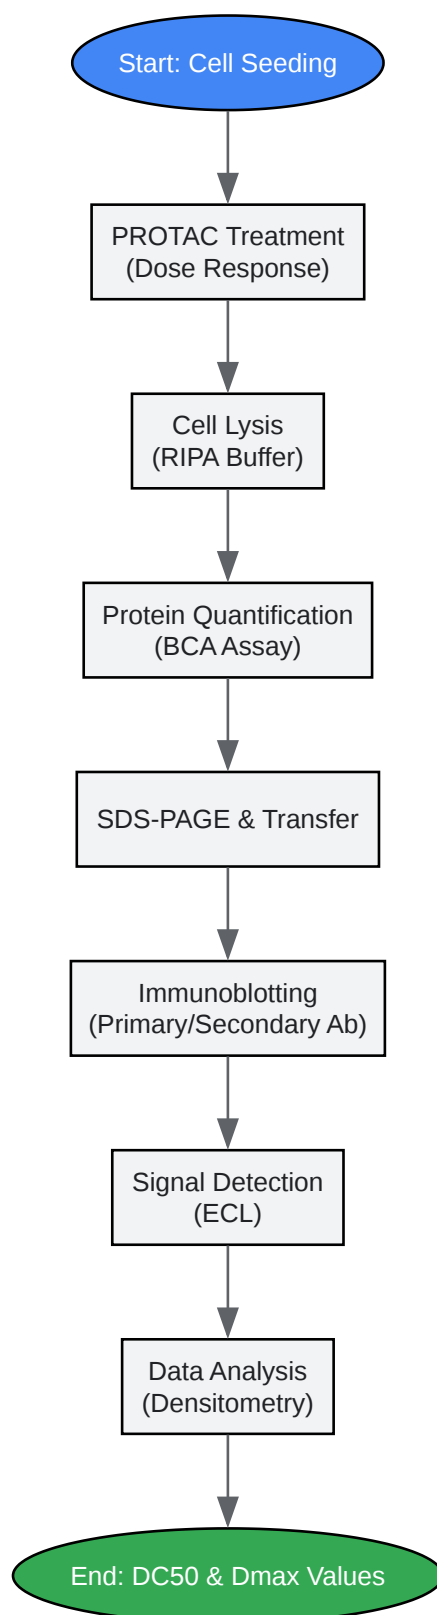 Start: Cell Seeding
PROTAC Treatment
(Dose Response)
Cell Lysis
(RIPA Buffer)
Protein Quantification
(BCA Assay)
SDS-PAGE & Transfer
Immunoblotting
(Primary/Secondary Ab)
Signal Detection
(ECL)
Data Analysis
(Densitometry)
End: DC50 & Dmax Values